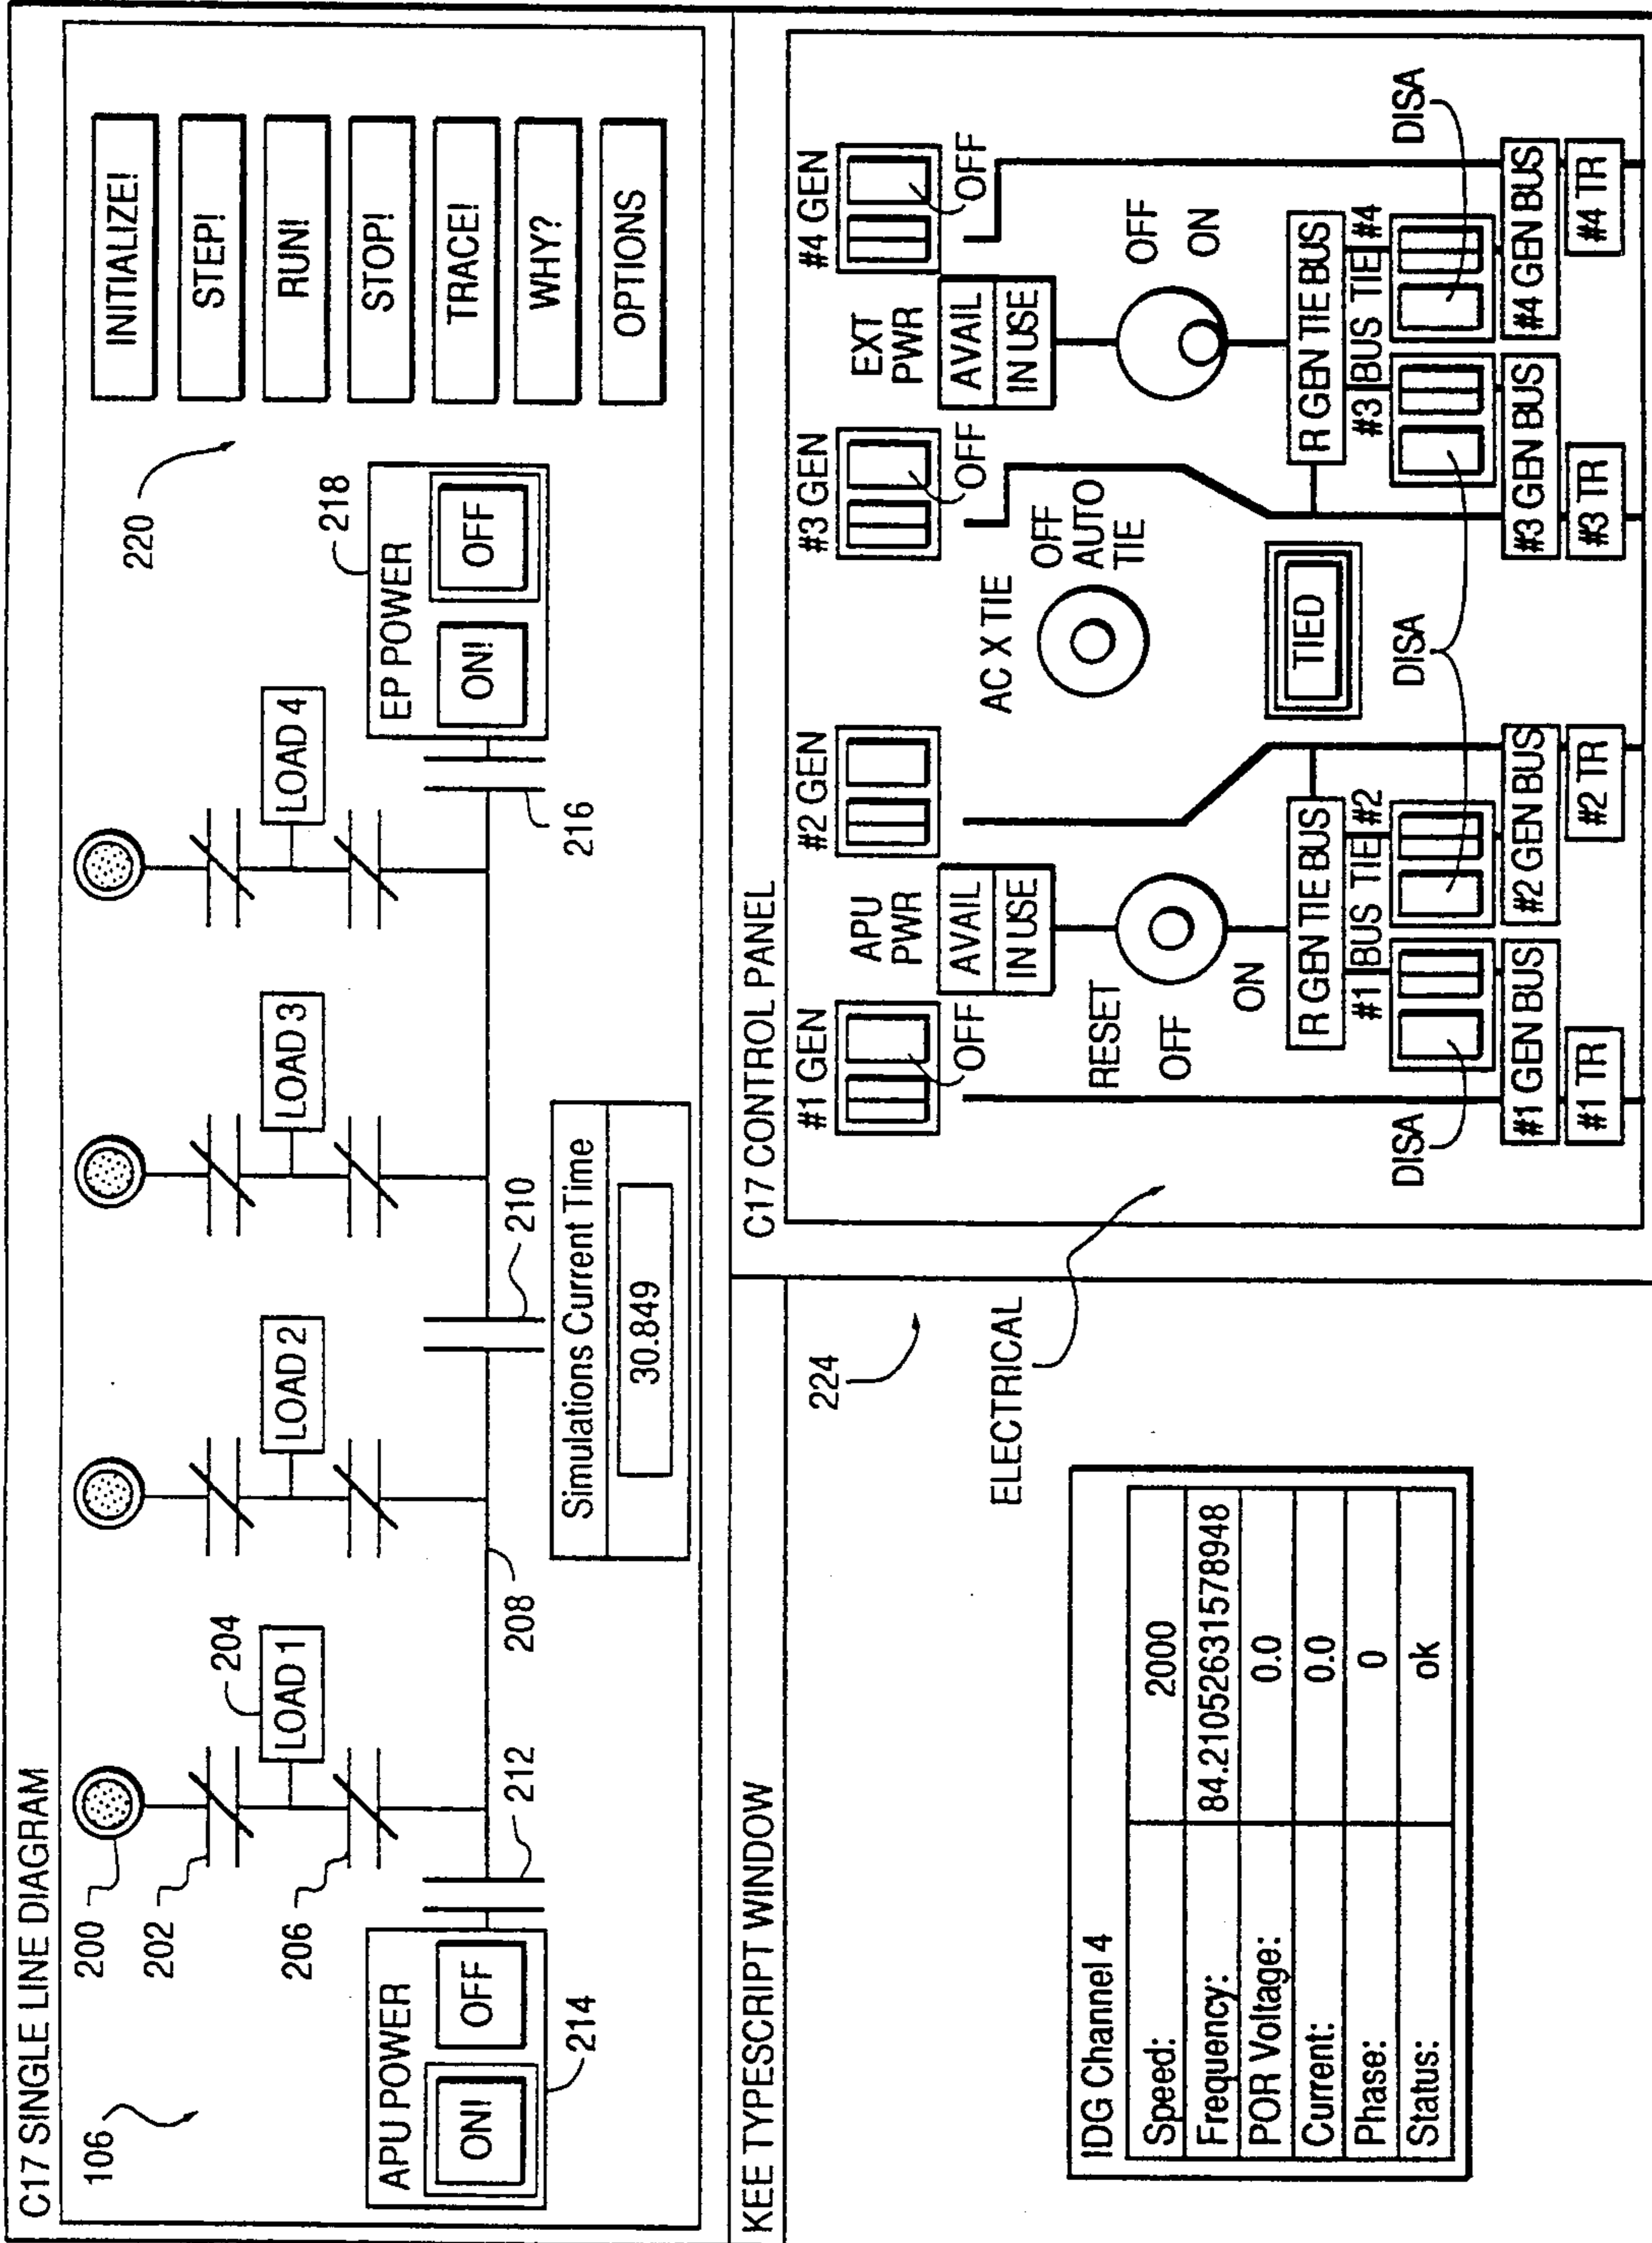 C17 SINGLE LINE DIAGRAM
106
200
202
204
206
LOAD 1
LOAD 2
LOAD 3
LOAD 4
208
210
212
APU POWER
ON!
OFF
214
216
EP POWER
ON!
OFF
218
Simulations Current Time
30.849
220
INITIALIZE!
STEP!
RUN!
STOP!
TRACE!
WHY?
OPTIONS
KEE TYPESCRIPT WINDOW
224
ELECTRICAL
IDG Channel 4
Speed: 2000
Frequency: 84.21052631578948
POR Voltage: 0.0
Current: 0.0
Phase: 0
Status: ok
C17 CONTROL PANEL
#1 GEN
#2 GEN
#3 GEN
#4 GEN
OFF
OFF
OFF
APU
PWR
AVAIL
IN USE
EXT
PWR
AVAIL
IN USE
AC X TIE
OFF
AUTO
TIE
RESET
OFF
ON
OFF
ON
TIED
R GEN TIE BUS
R GEN TIE BUS
#1 BUS TIE #2
#3 BUS TIE #4
DISA
DISA
DISA
#1 GEN BUS
#2 GEN BUS
#3 GEN BUS
#4 GEN BUS
#1 TR
#2 TR
#3 TR
#4 TR